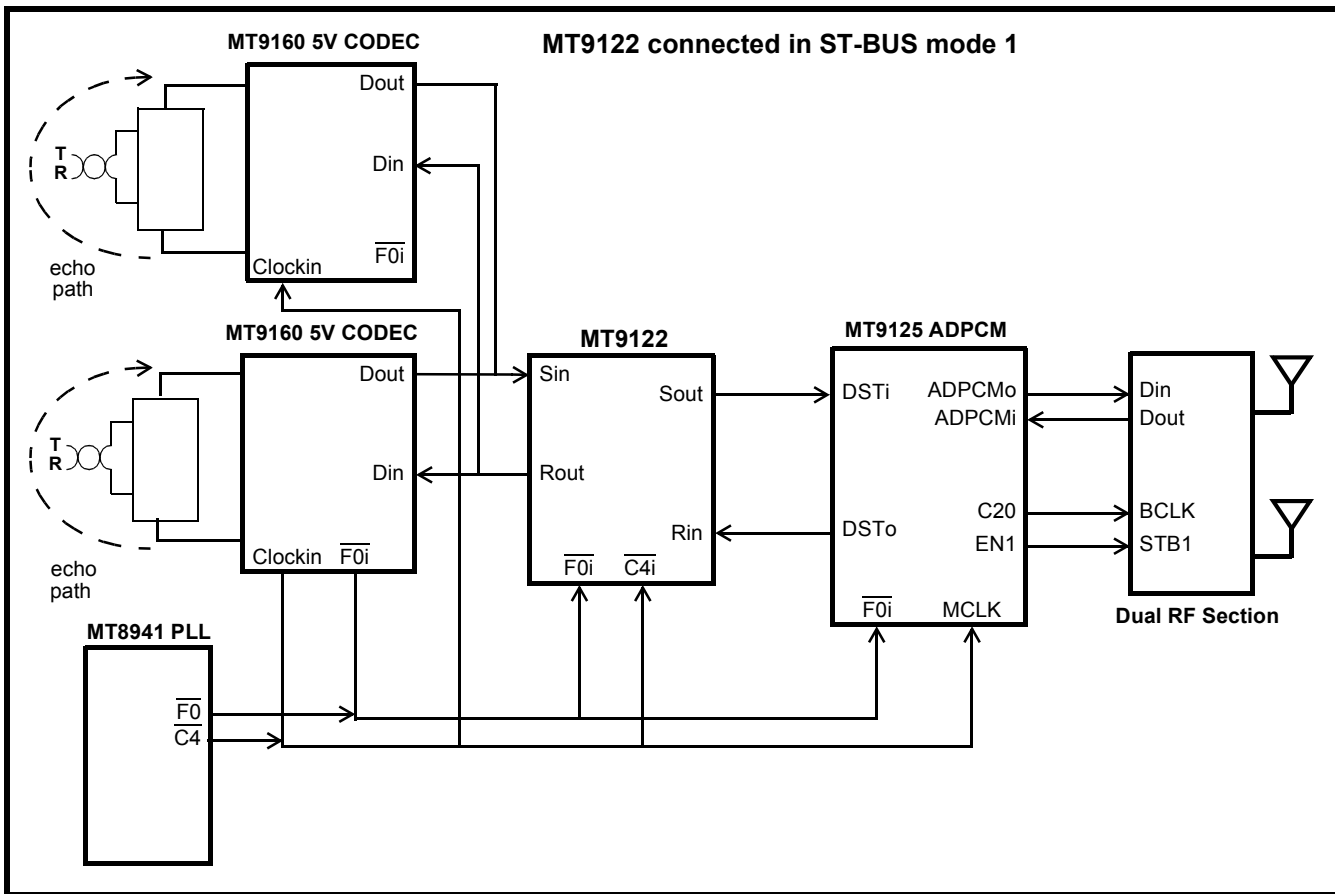 MT9160 5V CODEC
MT9122 connected in ST-BUS mode 1
Dout
Din
F0i
Clockin
T
R
echo
path
MT9160 5V CODEC
Dout
Din
Clockin F0i
T
R
echo
path
MT9122
Sin
Sout
Rout
Rin
F0i C4i
MT9125 ADPCM
DSTi
ADPCMo
ADPCMi
DSTo
C20
EN1
F0i MCLK
Din
Dout
BCLK
STB1
Dual RF Section
MT8941 PLL
F0
C4